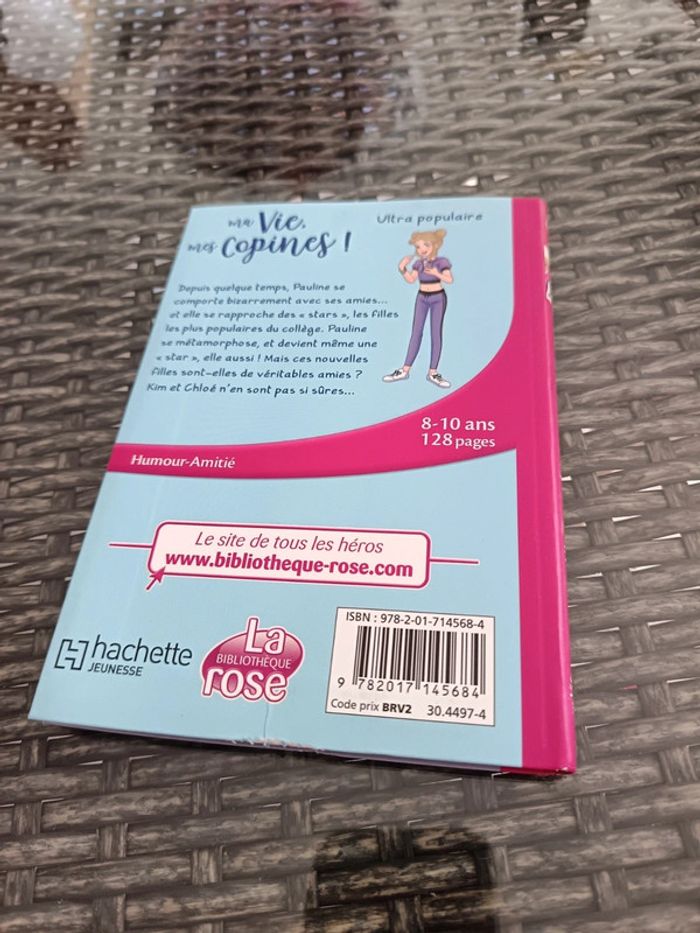 ma Vie,
mes Copines !
Ultra populaire
Depuis quelque temps, Pauline se
comporte bizarrement avec ses amies...
et elle se rapproche des « stars », les filles
les plus populaires du collège. Pauline
se métamorphose, et devient même une
« star », elle aussi ! Mais ces nouvelles
filles sont-elles de véritables amies ?
Kim et Chloé n'en sont pas si sûres...
8-10 ans
128 pages
Humour-Amitié
Le site de tous les héros
www.bibliotheque-rose.com
hachette
JEUNESSE
La
BIBLIOTHÈQUE
rose
ISBN : 978-2-01-714568-4
9 782017 145684
Code prix BRV2 30.4497-4